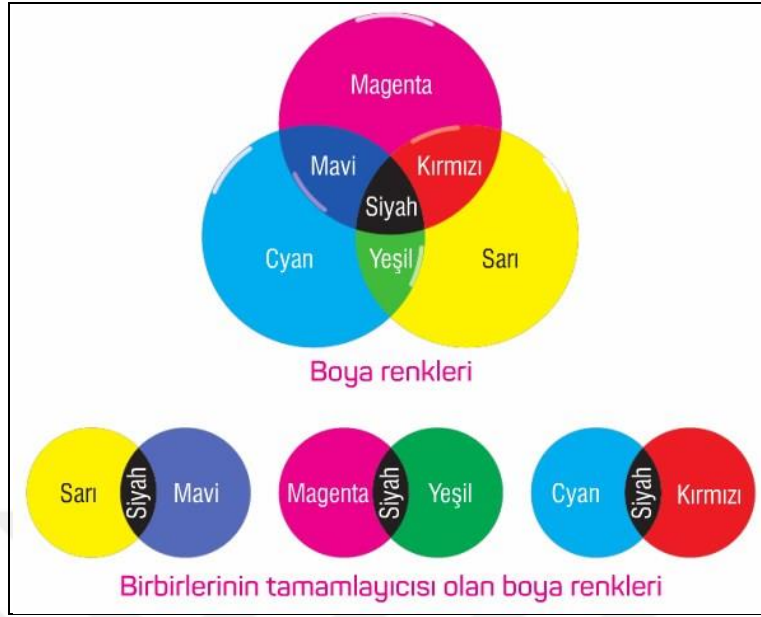 Magenta
Mavi
Kırmızı
Siyah
Cyan
Yeşil
Sarı
Boya renkleri
Sarı
Siyah
Mavi
Magenta
Siyah
Yeşil
Cyan
Siyah
Kırmızı
Birbirlerinin tamamlayıcısı olan boya renkleri